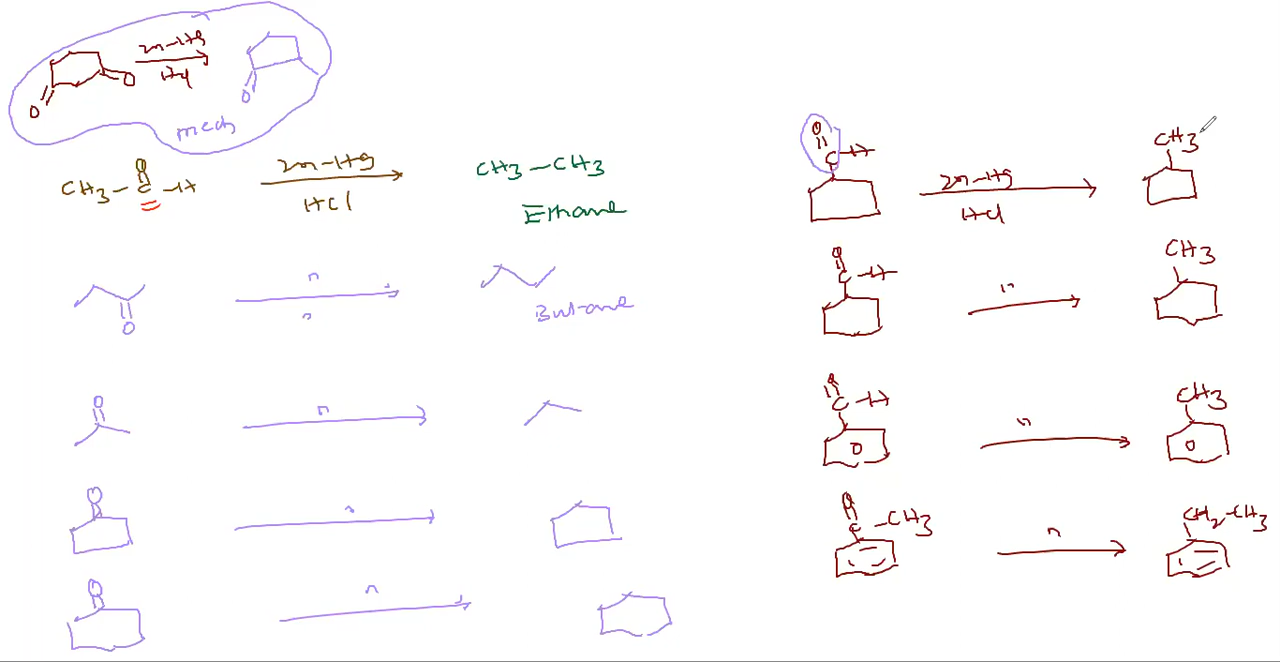 Zn-Hg
HCl
O
O
O
mech
O
CH3-C-H
Zn-Hg
HCl
CH3-CH3
Ethane
O
"
"
Butane
O
"
O
"
O
"
O
C-H
Zn-Hg
HCl
CH3
O
C-H
"
CH3
O
C-H
"
CH3
O
C-CH3
"
CH2-CH3